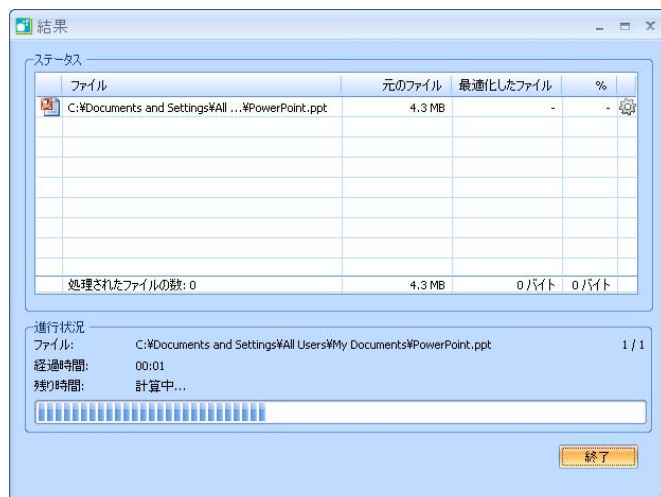 結果
ステータス
ファイル 元のファイル 最適化したファイル %
C:¥Documents and Settings¥All ...¥PowerPoint.ppt 4.3 MB - -
処理されたファイルの数: 0 4.3 MB 0 バイト 0 バイト
進行状況
ファイル: C:¥Documents and Settings¥All Users¥My Documents¥PowerPoint.ppt 1 / 1
経過時間: 00:01
残り時間: 計算中...
終了